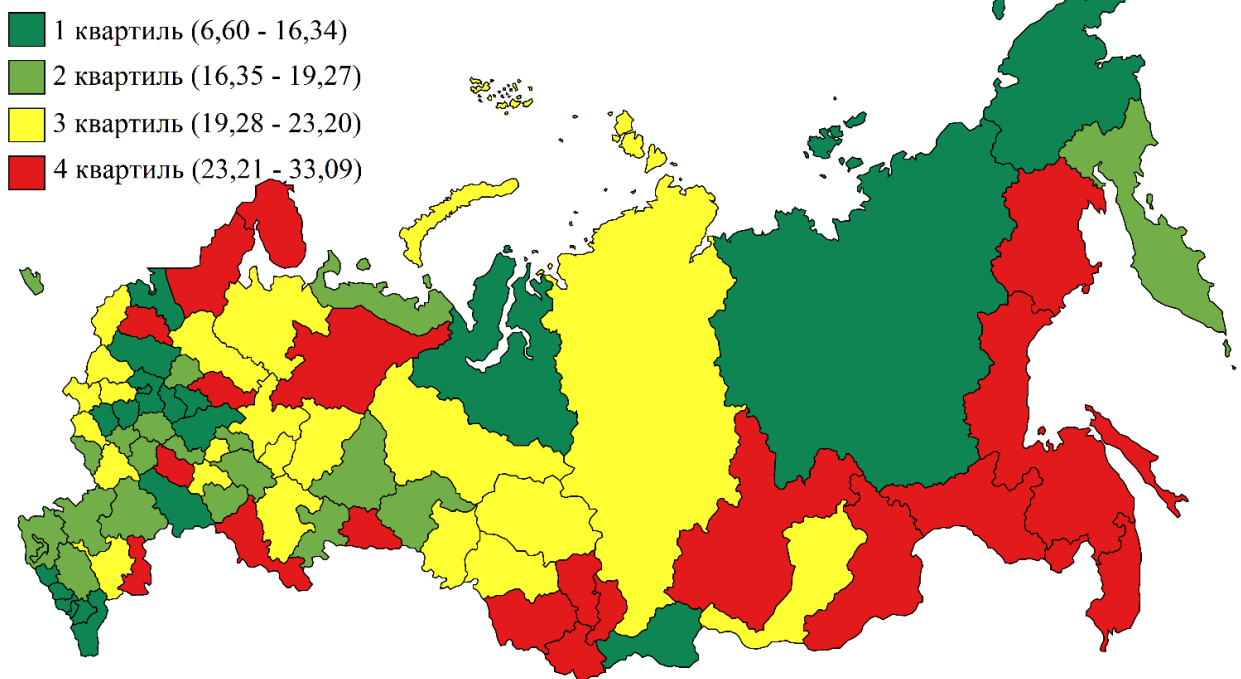 1 квартиль (6,60 - 16,34)
2 квартиль (16,35 - 19,27)
3 квартиль (19,28 - 23,20)
4 квартиль (23,21 - 33,09)